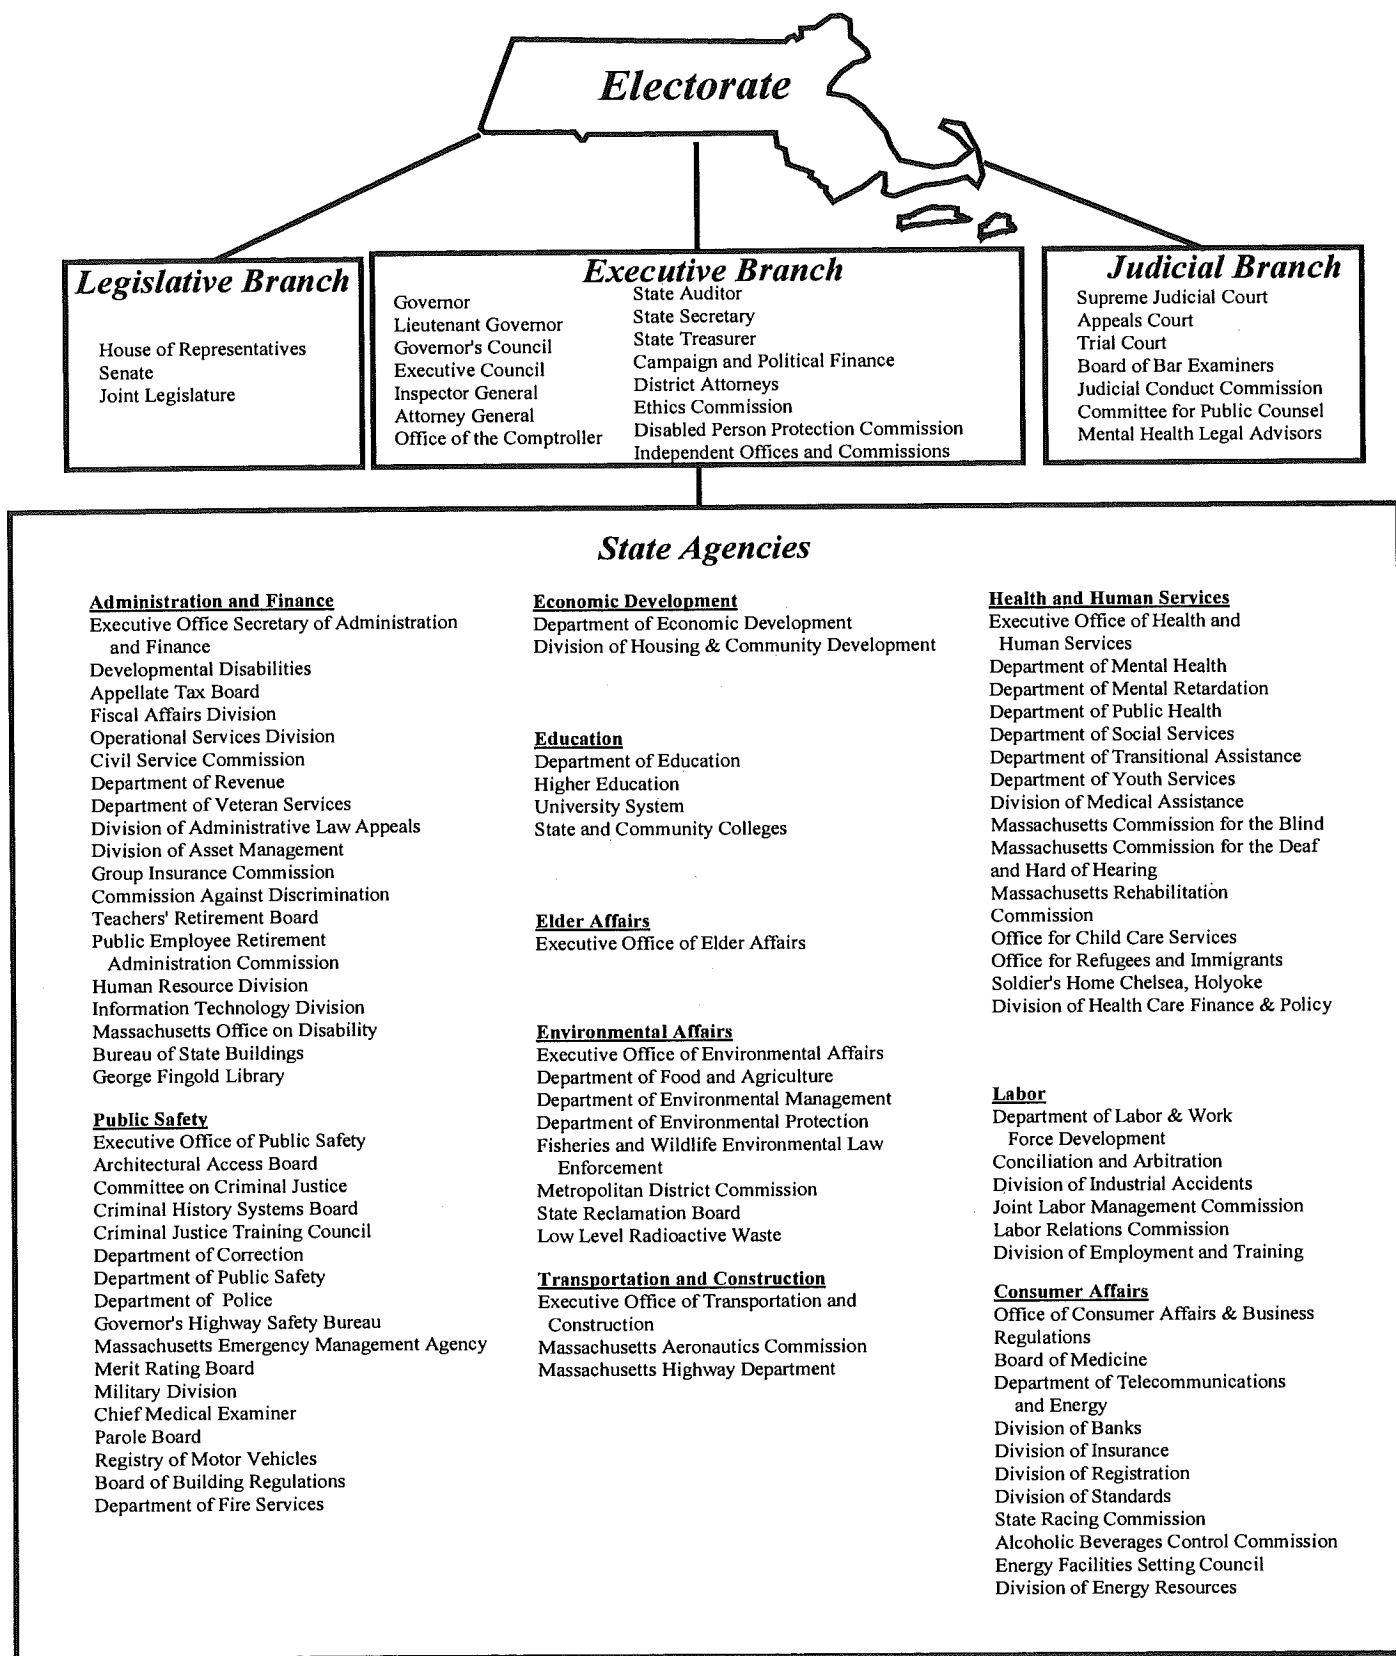 Electorate
Legislative Branch
House of Representatives
Senate
Joint Legislature
Executive Branch
Governor
Lieutenant Governor
Governor's Council
Executive Council
Inspector General
Attorney General
Office of the Comptroller
State Auditor
State Secretary
State Treasurer
Campaign and Political Finance
District Attorneys
Ethics Commission
Disabled Person Protection Commission
Independent Offices and Commissions
Judicial Branch
Supreme Judicial Court
Appeals Court
Trial Court
Board of Bar Examiners
Judicial Conduct Commission
Committee for Public Counsel
Mental Health Legal Advisors
State Agencies
Administration and Finance
Executive Office Secretary of Administration
and Finance
Developmental Disabilities
Appellate Tax Board
Fiscal Affairs Division
Operational Services Division
Civil Service Commission
Department of Revenue
Department of Veteran Services
Division of Administrative Law Appeals
Division of Asset Management
Group Insurance Commission
Commission Against Discrimination
Teachers' Retirement Board
Public Employee Retirement
Administration Commission
Human Resource Division
Information Technology Division
Massachusetts Office on Disability
Bureau of State Buildings
George Fingold Library
Public Safety
Executive Office of Public Safety
Architectural Access Board
Committee on Criminal Justice
Criminal History Systems Board
Criminal Justice Training Council
Department of Correction
Department of Public Safety
Department of Police
Governor's Highway Safety Bureau
Massachusetts Emergency Management Agency
Merit Rating Board
Military Division
Chief Medical Examiner
Parole Board
Registry of Motor Vehicles
Board of Building Regulations
Department of Fire Services
Economic Development
Department of Economic Development
Division of Housing & Community Development
Education
Department of Education
Higher Education
University System
State and Community Colleges
Elder Affairs
Executive Office of Elder Affairs
Environmental Affairs
Executive Office of Environmental Affairs
Department of Food and Agriculture
Department of Environmental Management
Department of Environmental Protection
Fisheries and Wildlife Environmental Law
Enforcement
Metropolitan District Commission
State Reclamation Board
Low Level Radioactive Waste
Transportation and Construction
Executive Office of Transportation and
Construction
Massachusetts Aeronautics Commission
Massachusetts Highway Department
Health and Human Services
Executive Office of Health and
Human Services
Department of Mental Health
Department of Mental Retardation
Department of Public Health
Department of Social Services
Department of Transitional Assistance
Department of Youth Services
Division of Medical Assistance
Massachusetts Commission for the Blind
Massachusetts Commission for the Deaf
and Hard of Hearing
Massachusetts Rehabilitation
Commission
Office for Child Care Services
Office for Refugees and Immigrants
Soldier's Home Chelsea, Holyoke
Division of Health Care Finance & Policy
Labor
Department of Labor & Work
Force Development
Conciliation and Arbitration
Division of Industrial Accidents
Joint Labor Management Commission
Labor Relations Commission
Division of Employment and Training
Consumer Affairs
Office of Consumer Affairs & Business
Regulations
Board of Medicine
Department of Telecommunications
and Energy
Division of Banks
Division of Insurance
Division of Registration
Division of Standards
State Racing Commission
Alcoholic Beverages Control Commission
Energy Facilities Setting Council
Division of Energy Resources